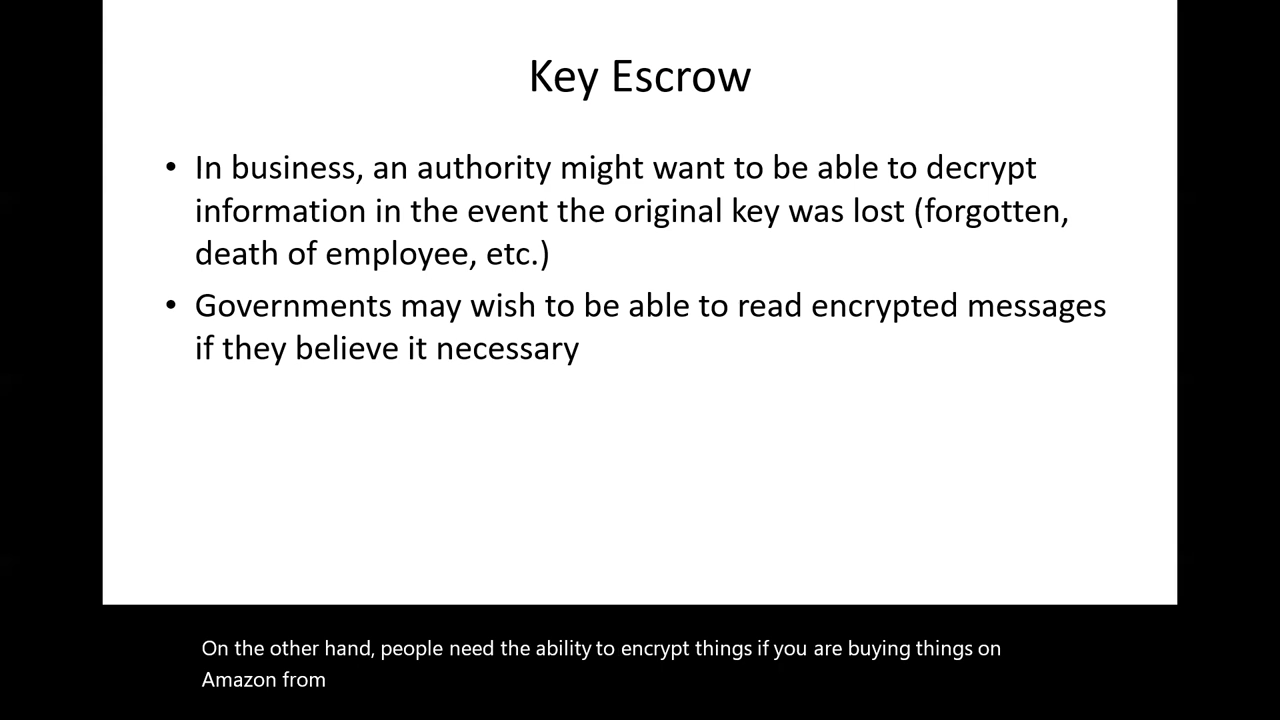 Key Escrow
• In business, an authority might want to be able to decrypt
information in the event the original key was lost (forgotten,
death of employee, etc.)
• Governments may wish to be able to read encrypted messages
if they believe it necessary
On the other hand, people need the ability to encrypt things if you are buying things on
Amazon from